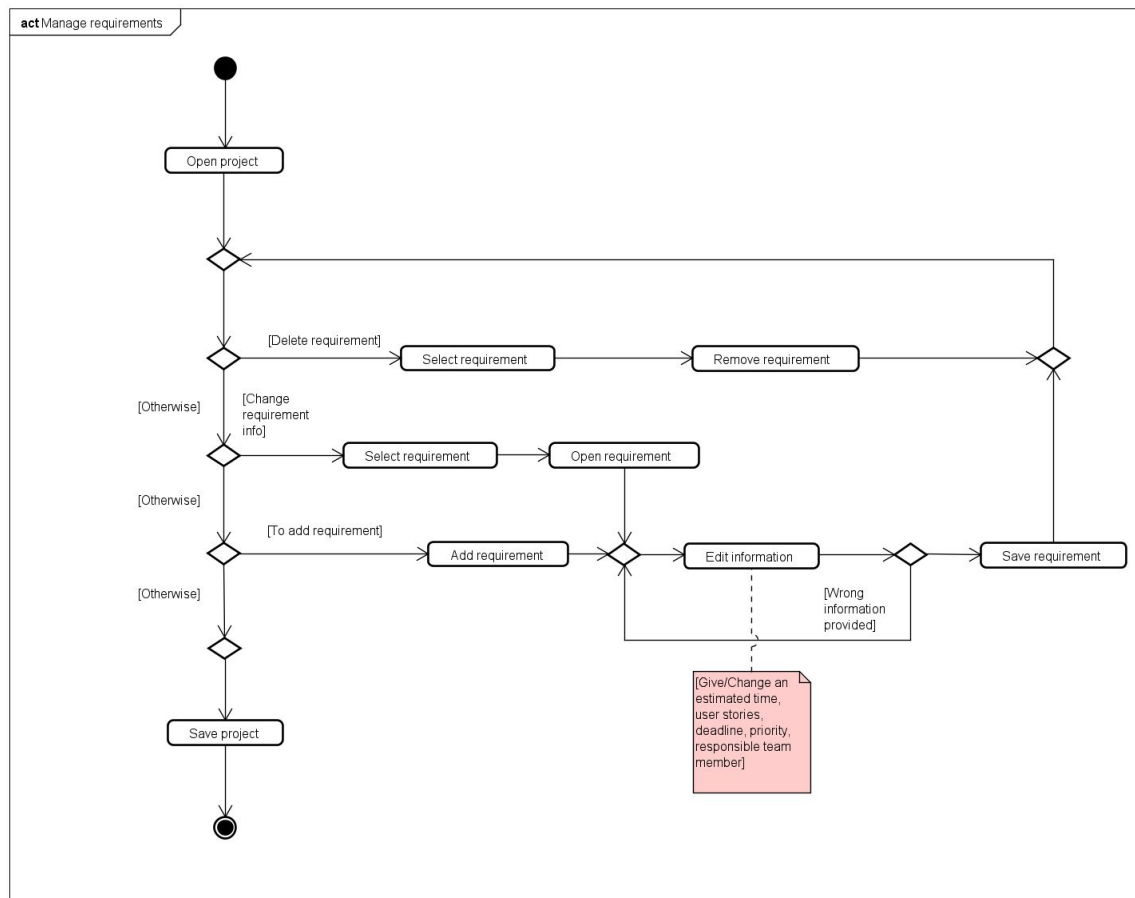 act Manage requirements
Open project
[Delete requirement]
Select requirement
Remove requirement
[Otherwise]
[Change
requirement
info]
Select requirement
Open requirement
[Otherwise]
[To add requirement]
Add requirement
Edit information
Save requirement
[Otherwise]
[Wrong
information
provided]
[Give/Change an
estimated time,
user stories,
deadline, priority,
responsible team
member]
Save project